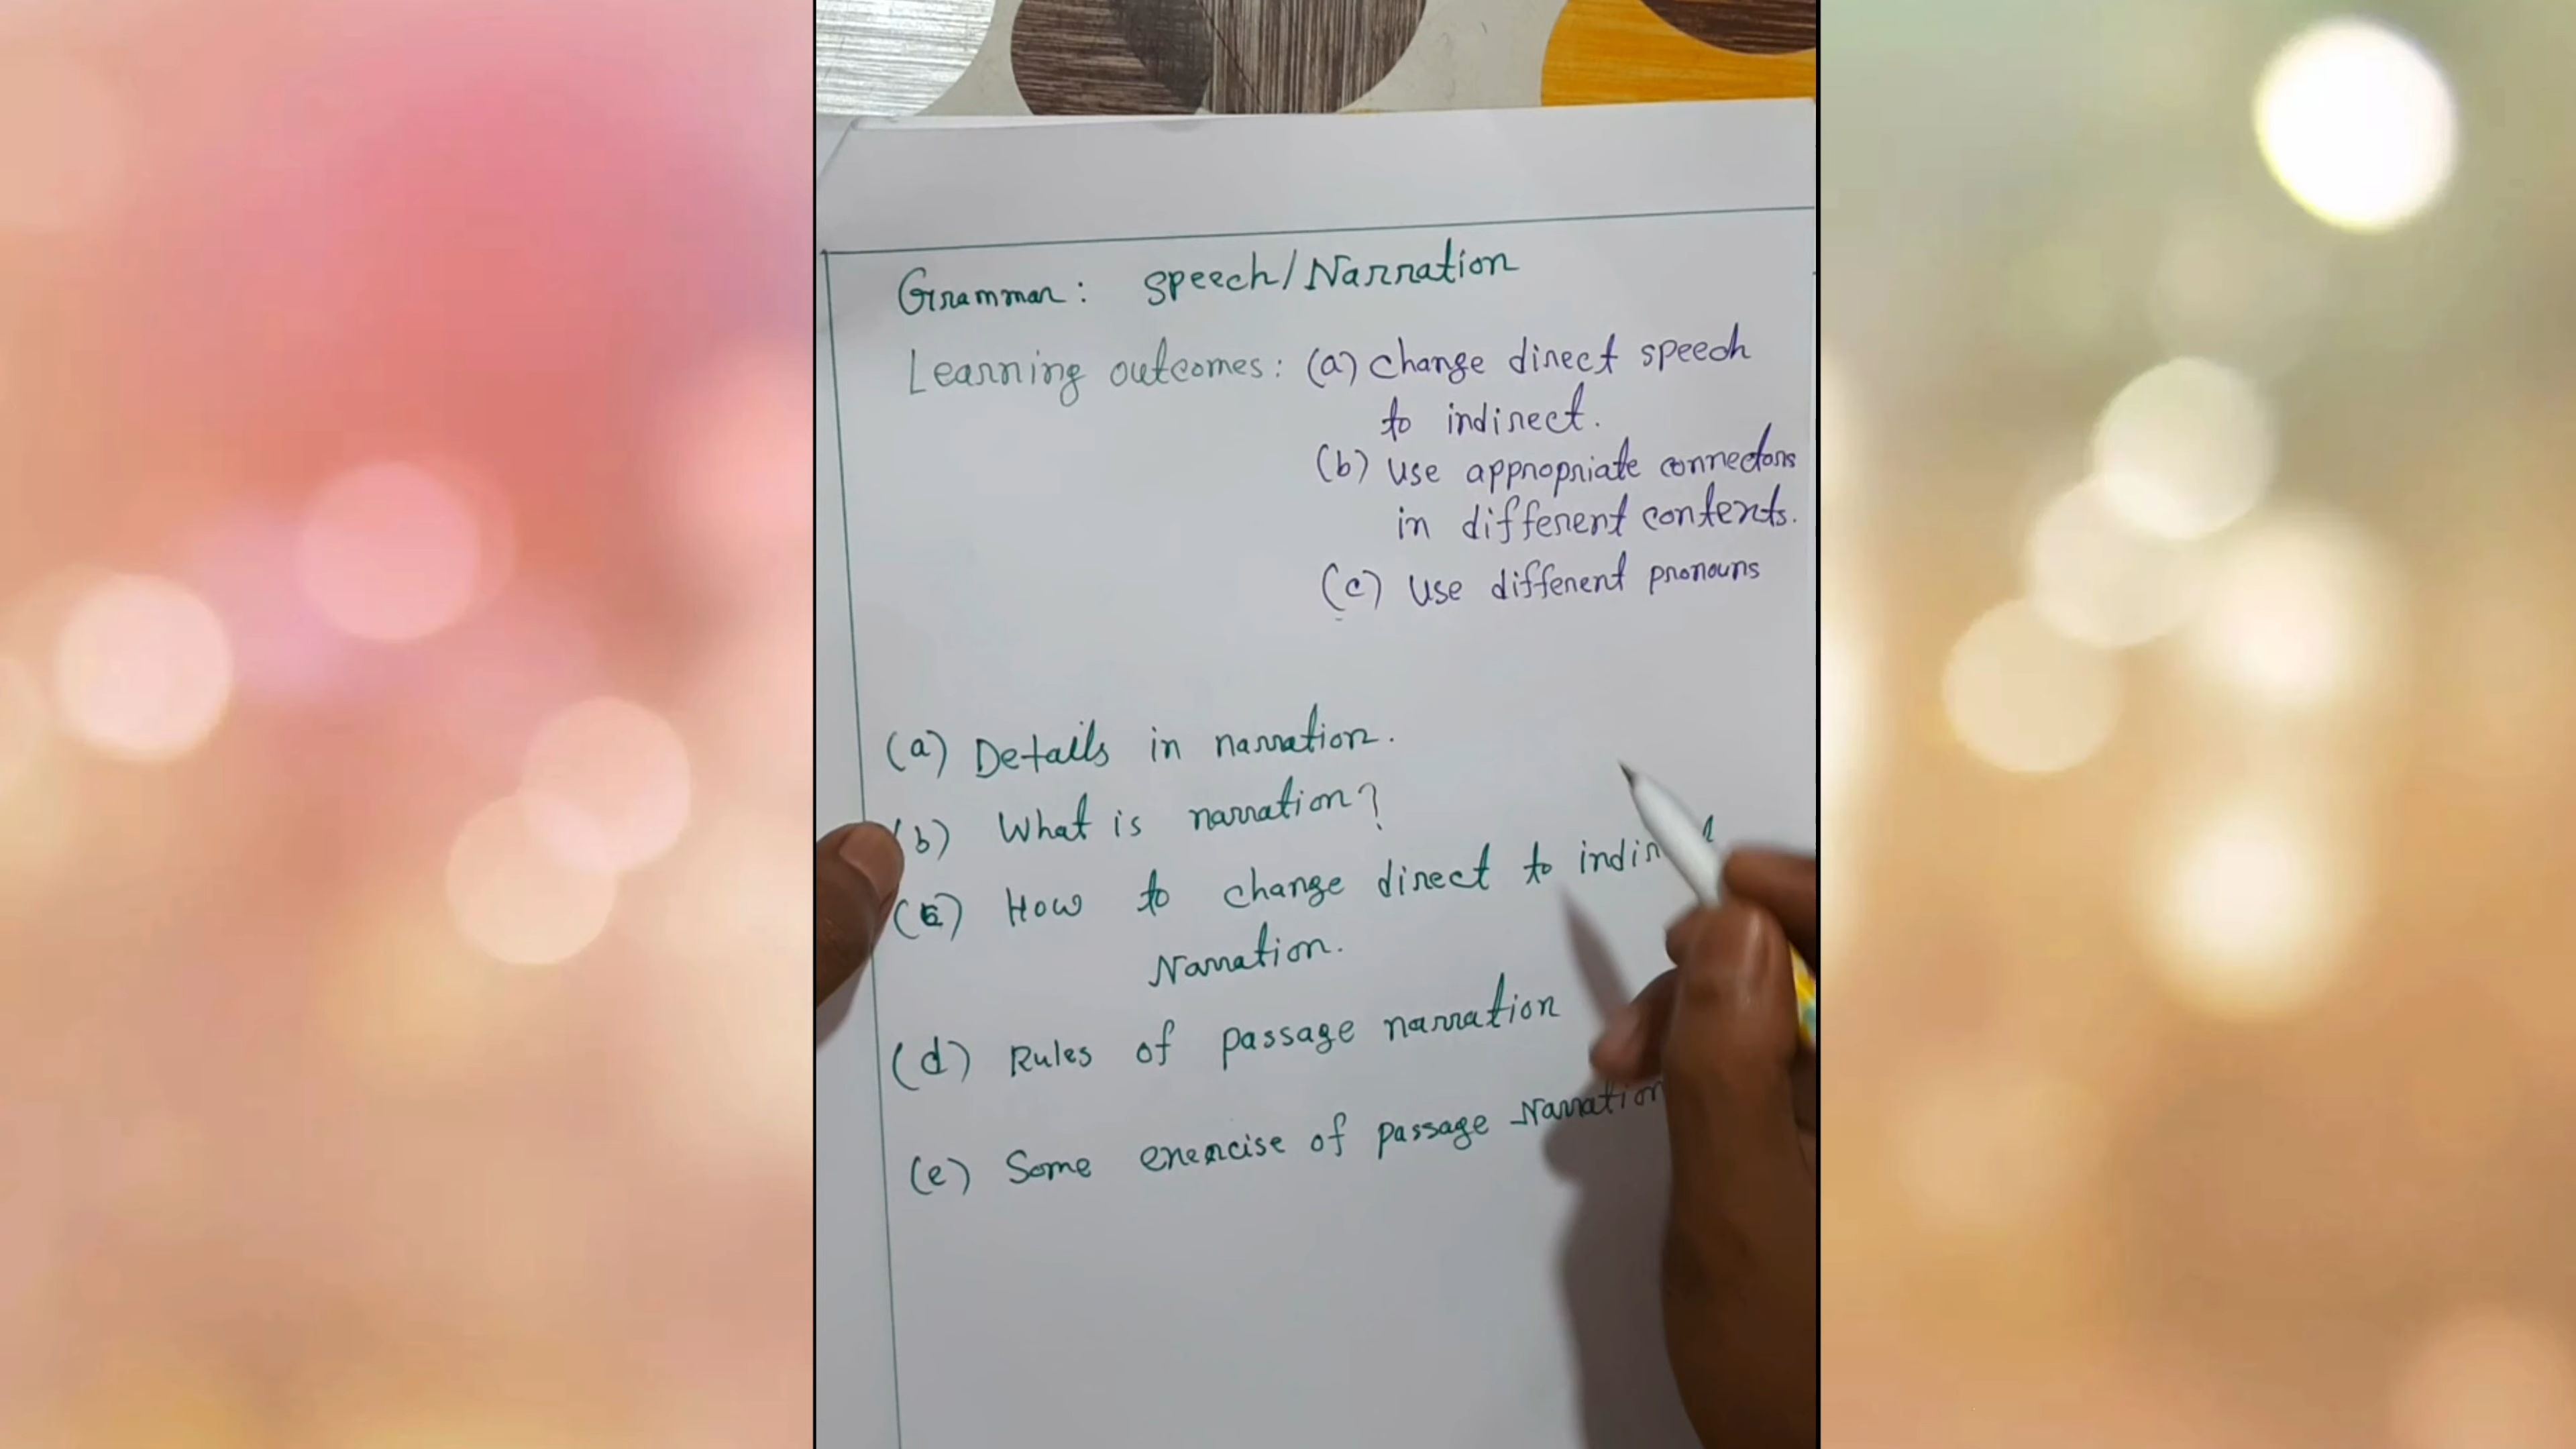 Grammar: Speech/Narration
Learning outcomes: (a) change direct speech
to indirect.
(b) use appropriate connectors
in different contexts.
(c) use different pronouns
(a) Details in narration.
(b) What is narration?
(c) How to change direct to
Narration.
(d) Rules of passage narration
(e) Some exercise of passage Narration